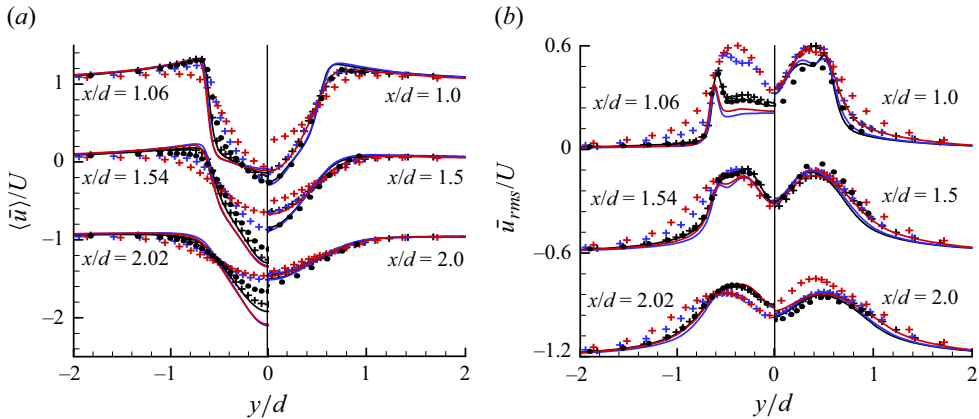 (a)
(b)
1
0
−1
−2
⟨ū⟩/U
x/d = 1.06
x/d = 1.0
x/d = 1.54
x/d = 1.5
x/d = 2.02
x/d = 2.0
−2
−1
0
1
2
y/d
0.6
0
−0.6
−1.2
ū_rms/U
x/d = 1.06
x/d = 1.0
x/d = 1.54
x/d = 1.5
x/d = 2.02
x/d = 2.0
−2
−1
0
1
2
y/d